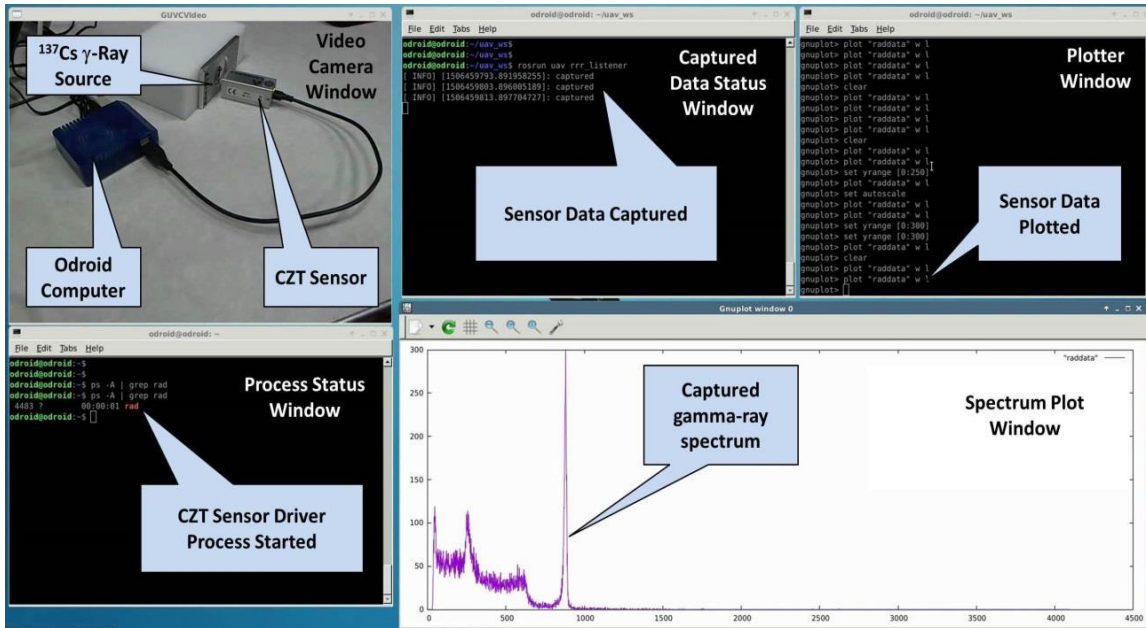 GUVCVideo
137Cs γ-Ray
Source
Video
Camera
Window
Odroid
Computer
CZT Sensor
odroid@odroid: ~/uav_ws
File Edit Tabs Help
odroid@odroid:~/uav_ws$
odroid@odroid:~/uav_ws$
odroid@odroid:~/uav_ws$ rosrun uav rrr_listener
[ INFO] [1506459793.891958255]: captured
[ INFO] [1506459803.896005189]: captured
[ INFO] [1506459813.897704727]: captured
Captured
Data Status
Window
Sensor Data Captured
odroid@odroid: ~/uav_ws
File Edit Tabs Help
gnuplot> plot "raddata" w l
gnuplot> clear
gnuplot> plot "raddata" w l
gnuplot> plot "raddata" w l
gnuplot> plot "raddata" w l
gnuplot> plot "raddata" w l
gnuplot> clear
gnuplot> plot "raddata" w l
gnuplot> plot "raddata" w l
gnuplot> set yrange [0:250]
gnuplot> plot "raddata" w l
gnuplot> set autoscale
gnuplot> plot "raddata" w l
gnuplot> plot "raddata" w l
gnuplot> set yrange [0:300]
gnuplot> set yrange [0:300]
gnuplot> plot "raddata" w l
gnuplot> clear
gnuplot> plot "raddata" w l
gnuplot> plot "raddata" w l
gnuplot>
Plotter
Window
Sensor Data
Plotted
odroid@odroid: ~
File Edit Tabs Help
odroid@odroid:~$
odroid@odroid:~$
odroid@odroid:~$ ps -A | grep rad
odroid@odroid:~$ ps -A | grep rad
4483 ? 00:00:01 rad
odroid@odroid:~$
Process Status
Window
CZT Sensor Driver
Process Started
Gnuplot window 0
"raddata"
Captured
gamma-ray
spectrum
Spectrum Plot
Window
300
250
200
150
100
50
0
0 500 1000 1500 2000 2500 3000 3500 4000 4500